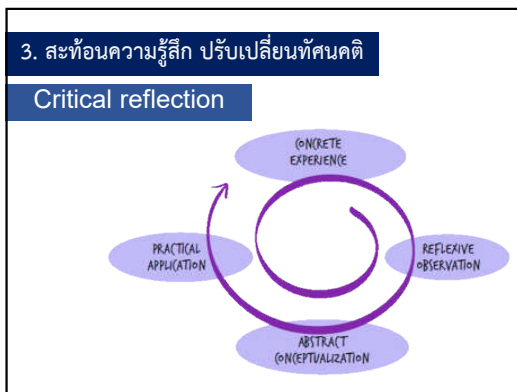 3. สะท้อนความรู้สึก ปรับเปลี่ยนทัศนคติ
Critical reflection
CONCRETE
EXPERIENCE
PRACTICAL
APPLICATION
REFLEXIVE
OBSERVATION
ABSTRACT
CONCEPTUALIZATION